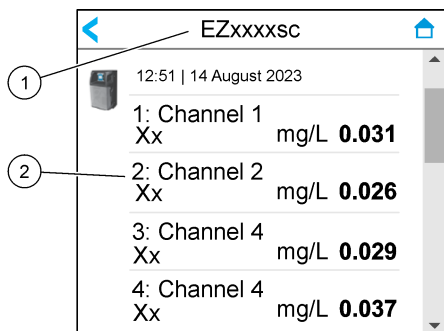 EZxxxxsc
1
12:51 | 14 August 2023
1: Channel 1
Xx mg/L 0.031
2
2: Channel 2
Xx mg/L 0.026
3: Channel 4
Xx mg/L 0.029
4: Channel 4
Xx mg/L 0.037